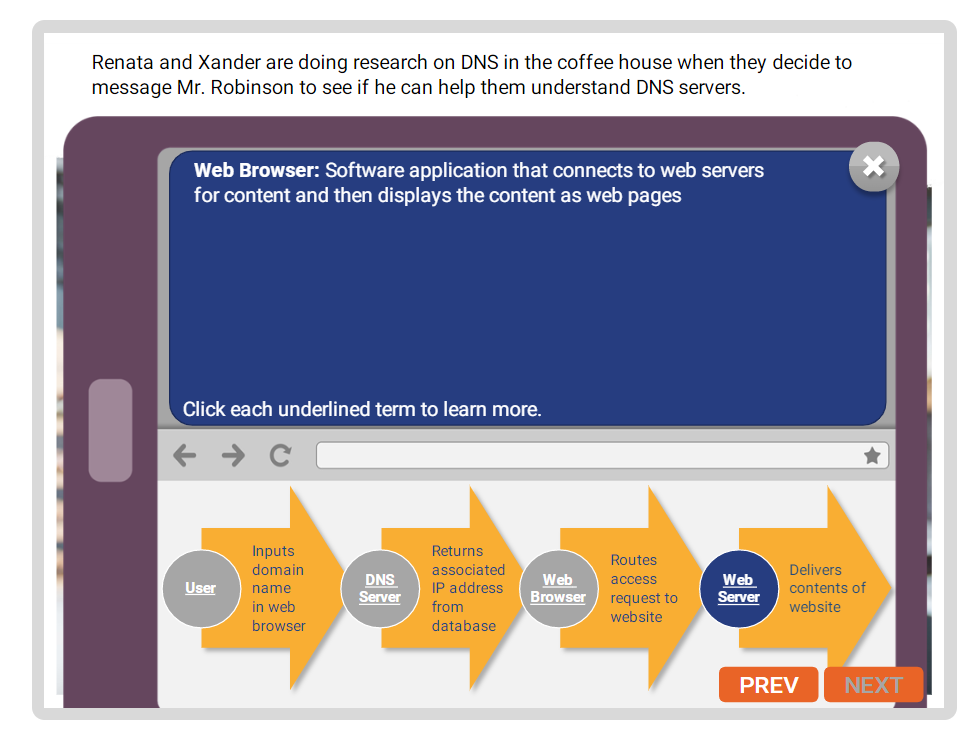 Renata and Xander are doing research on DNS in the coffee house when they decide to
message Mr. Robinson to see if he can help them understand DNS servers.
Web Browser: Software application that connects to web servers
for content and then displays the content as web pages
Click each underlined term to learn more.
User
Inputs
domain
name
in web
browser
DNS
Server
Returns
associated
IP address
from
database
Web
Browser
Routes
access
request to
website
Web
Server
Delivers
contents of
website
PREV
NEXT